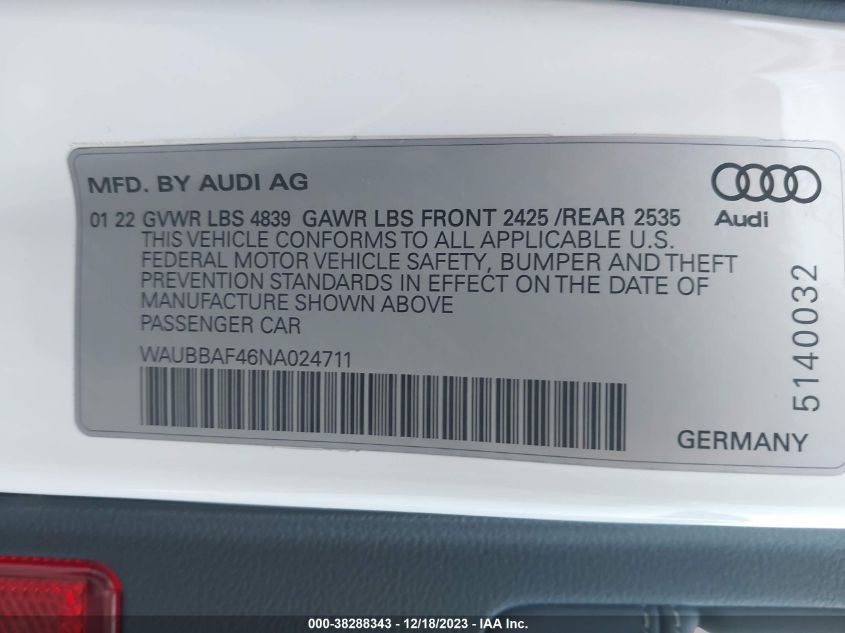 MFD. BY AUDI AG
01 22 GVWR LBS 4839 GAWR LBS FRONT 2425 /REAR 2535
THIS VEHICLE CONFORMS TO ALL APPLICABLE U.S.
FEDERAL MOTOR VEHICLE SAFETY, BUMPER AND THEFT
PREVENTION STANDARDS IN EFFECT ON THE DATE OF
MANUFACTURE SHOWN ABOVE
PASSENGER CAR
WAUBBAF46NA024711
Audi
5140032
GERMANY
000-38288343 - 12/18/2023 - IAA Inc.